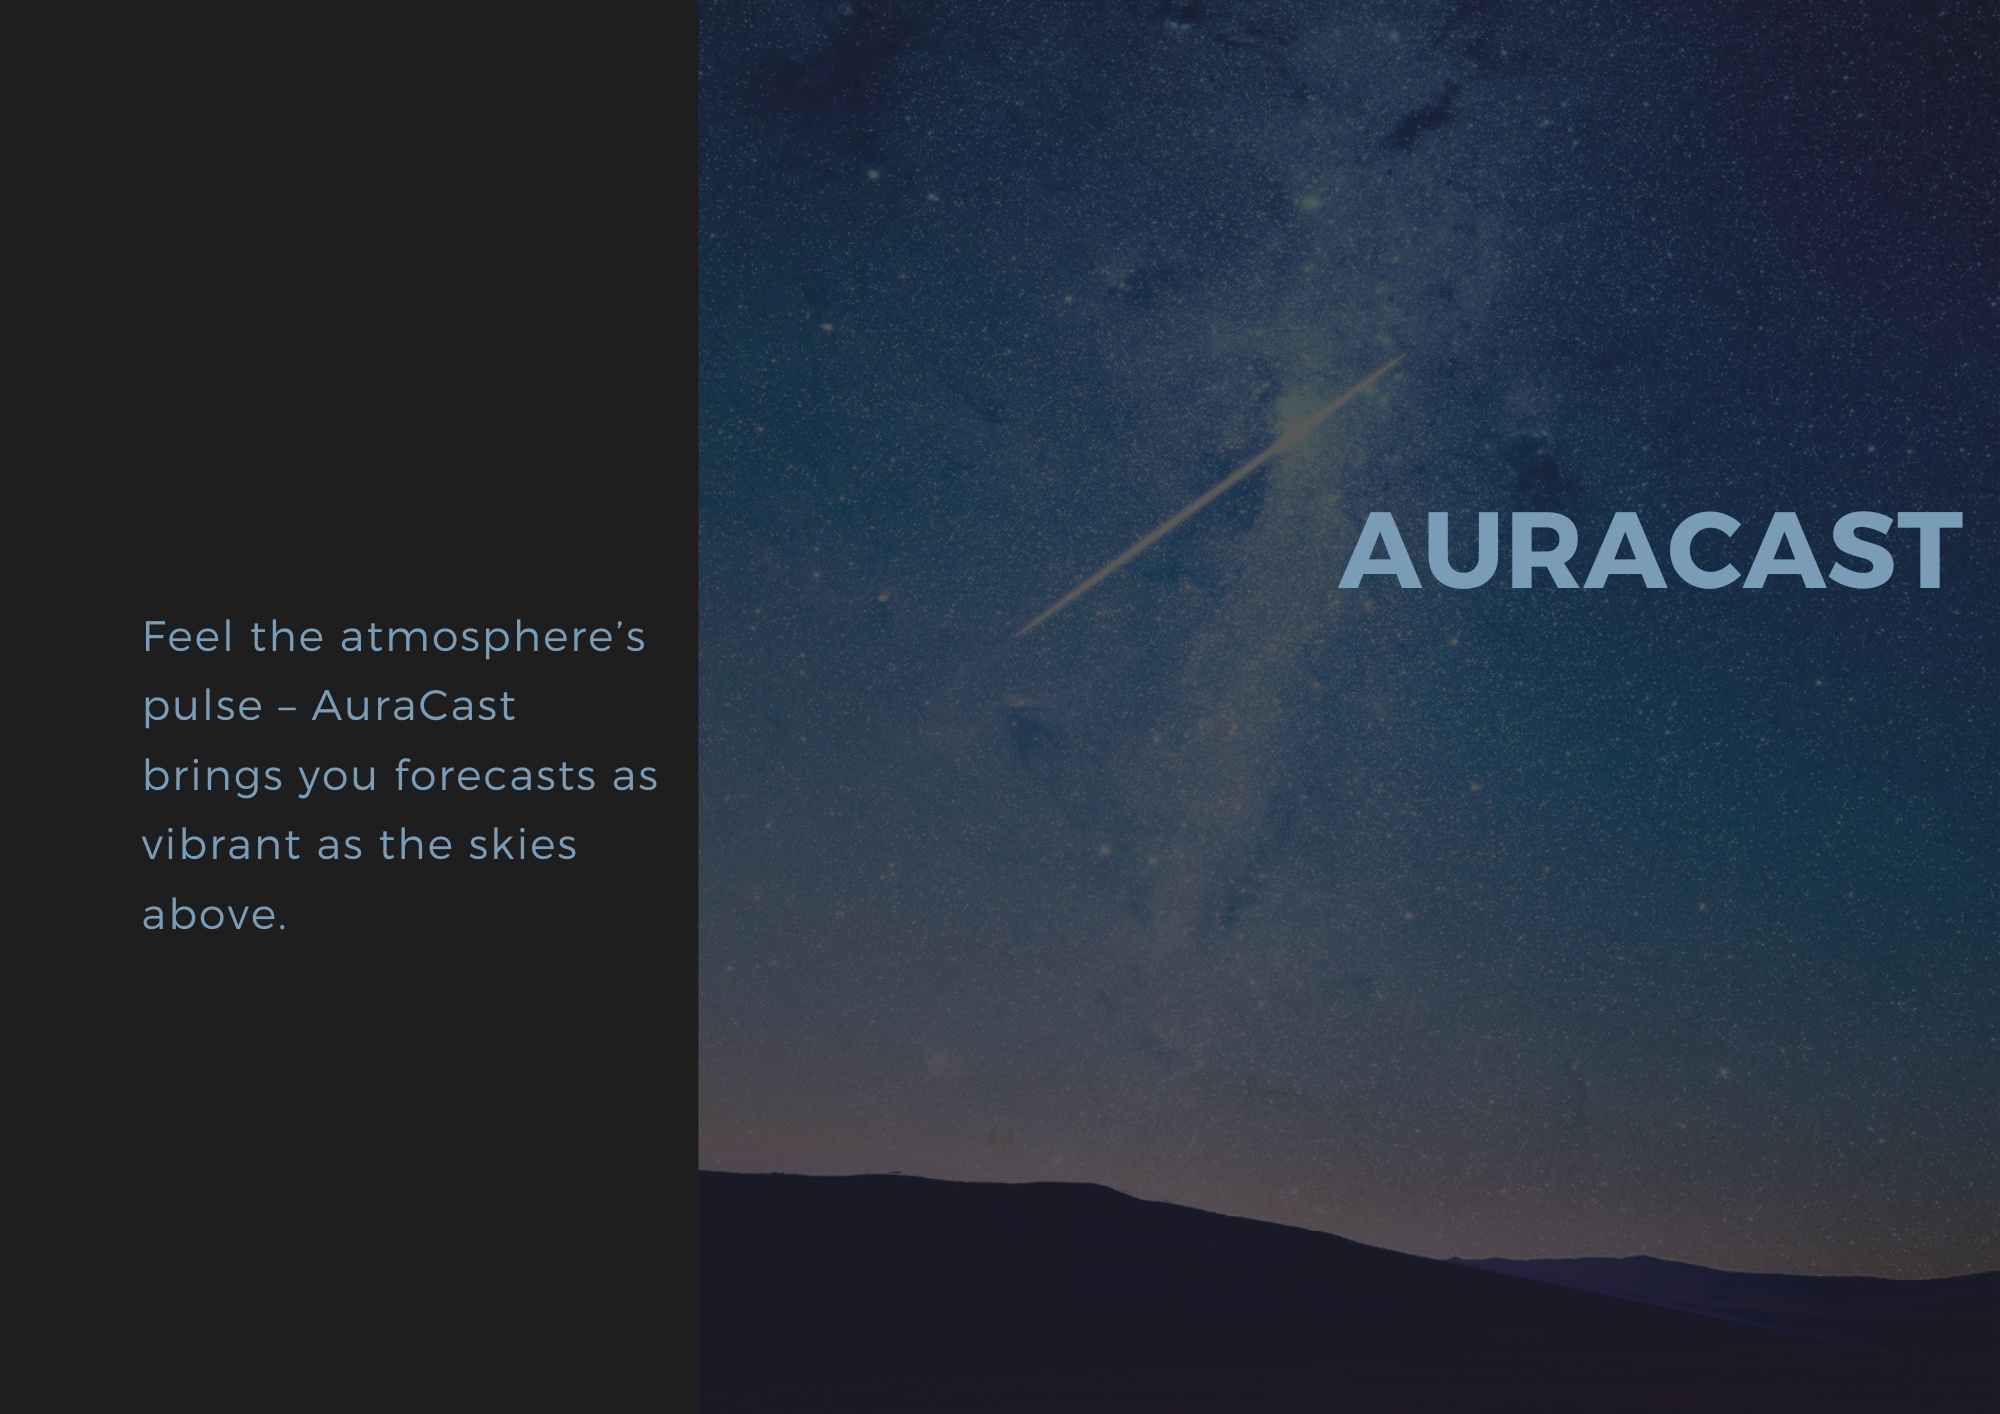 AURACAST
Feel the atmosphere’s
pulse – AuraCast
brings you forecasts as
vibrant as the skies
above.